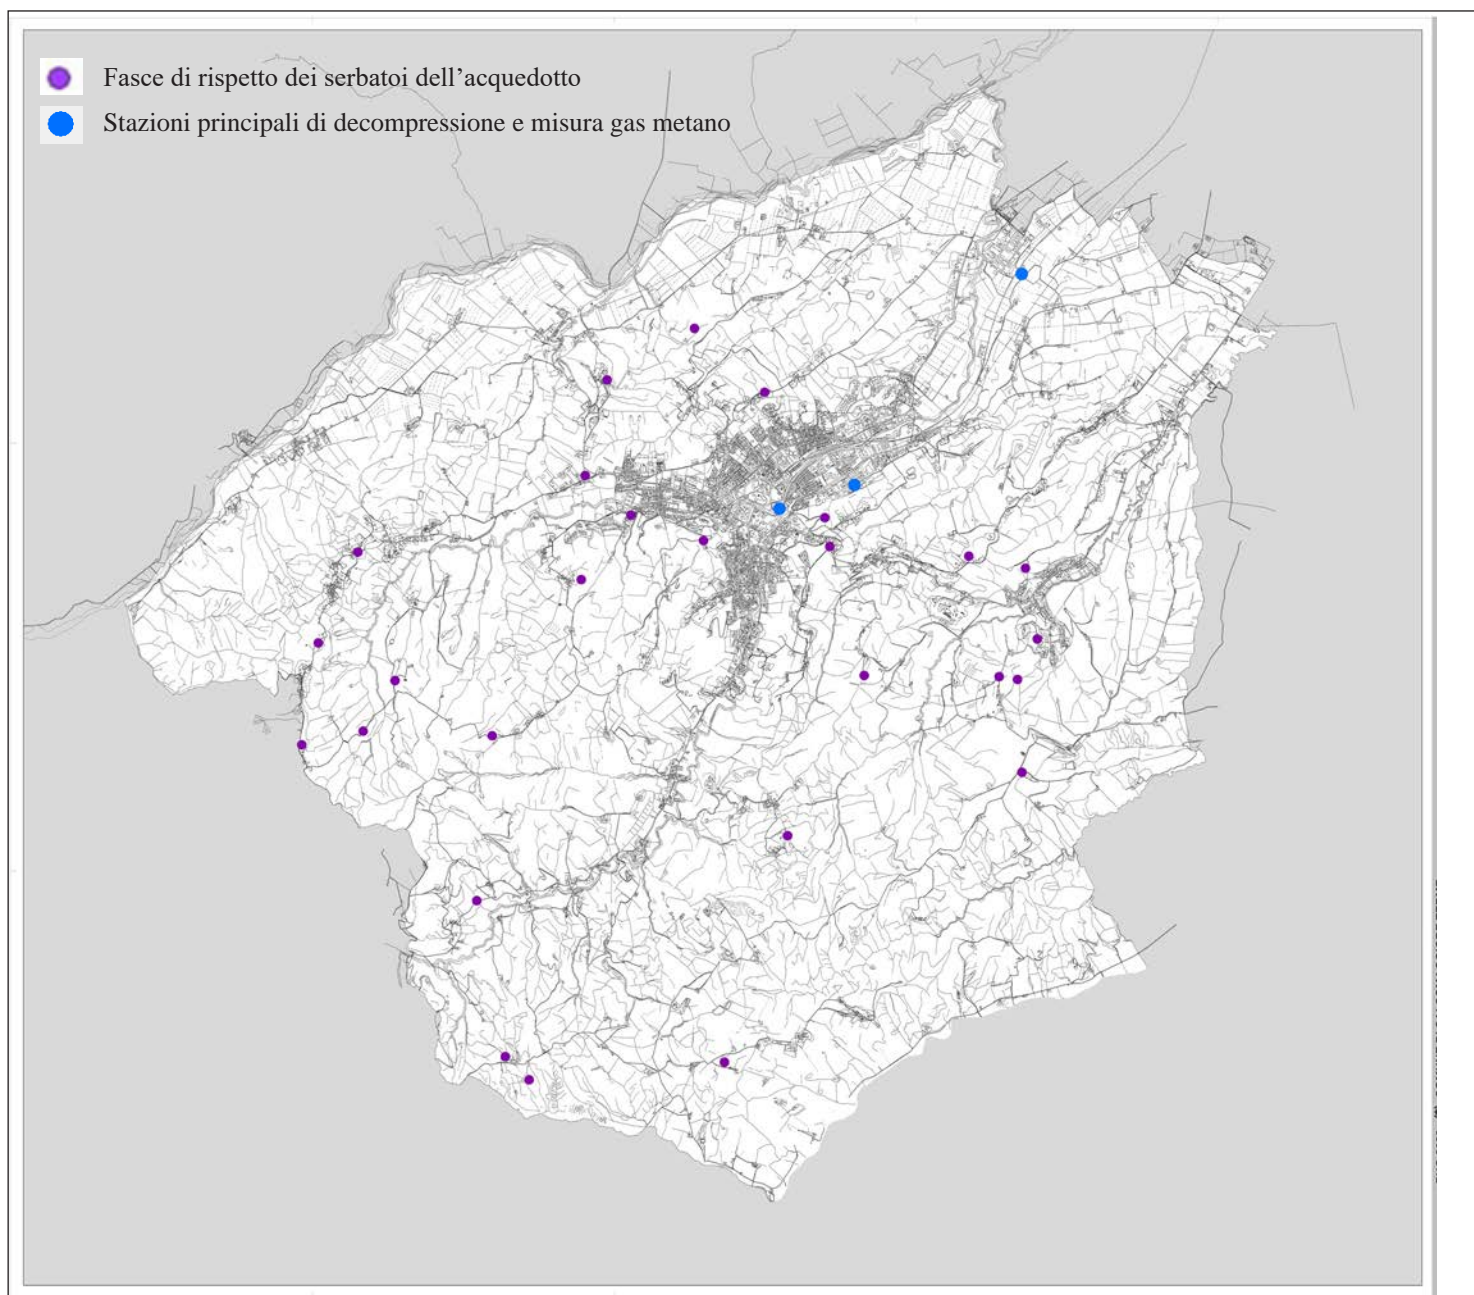 Fasce di rispetto dei serbatoi dell’acquedotto
Stazioni principali di decompressione e misura gas metano